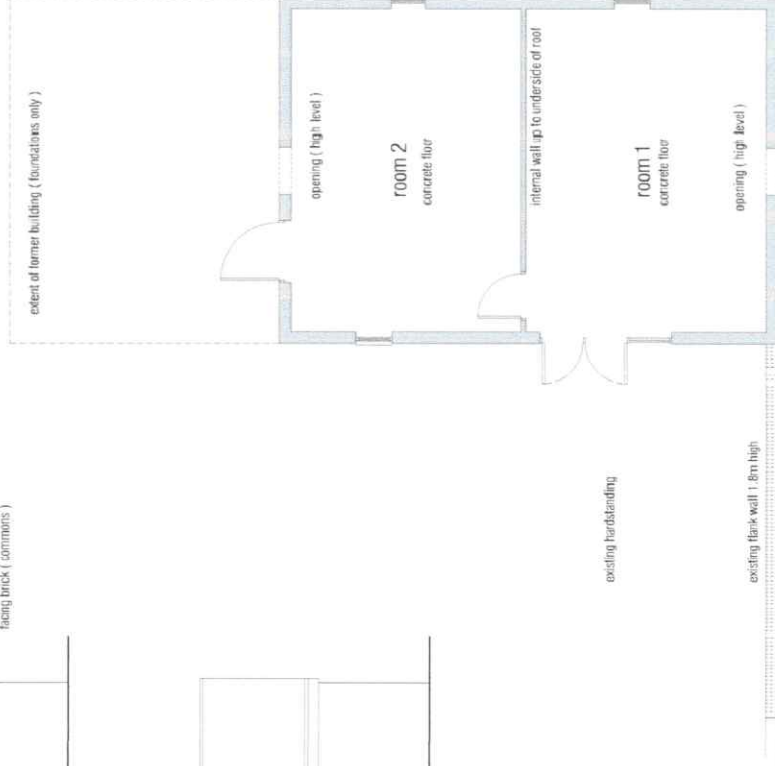 extent of former building ( foundations only )
opening ( high level )
room 2
concrete floor
internal wall up to underside of roof
room 1
concrete floor
opening ( high level )
facing brick ( commons )
existing hardstanding
existing flank wall 1.8m high